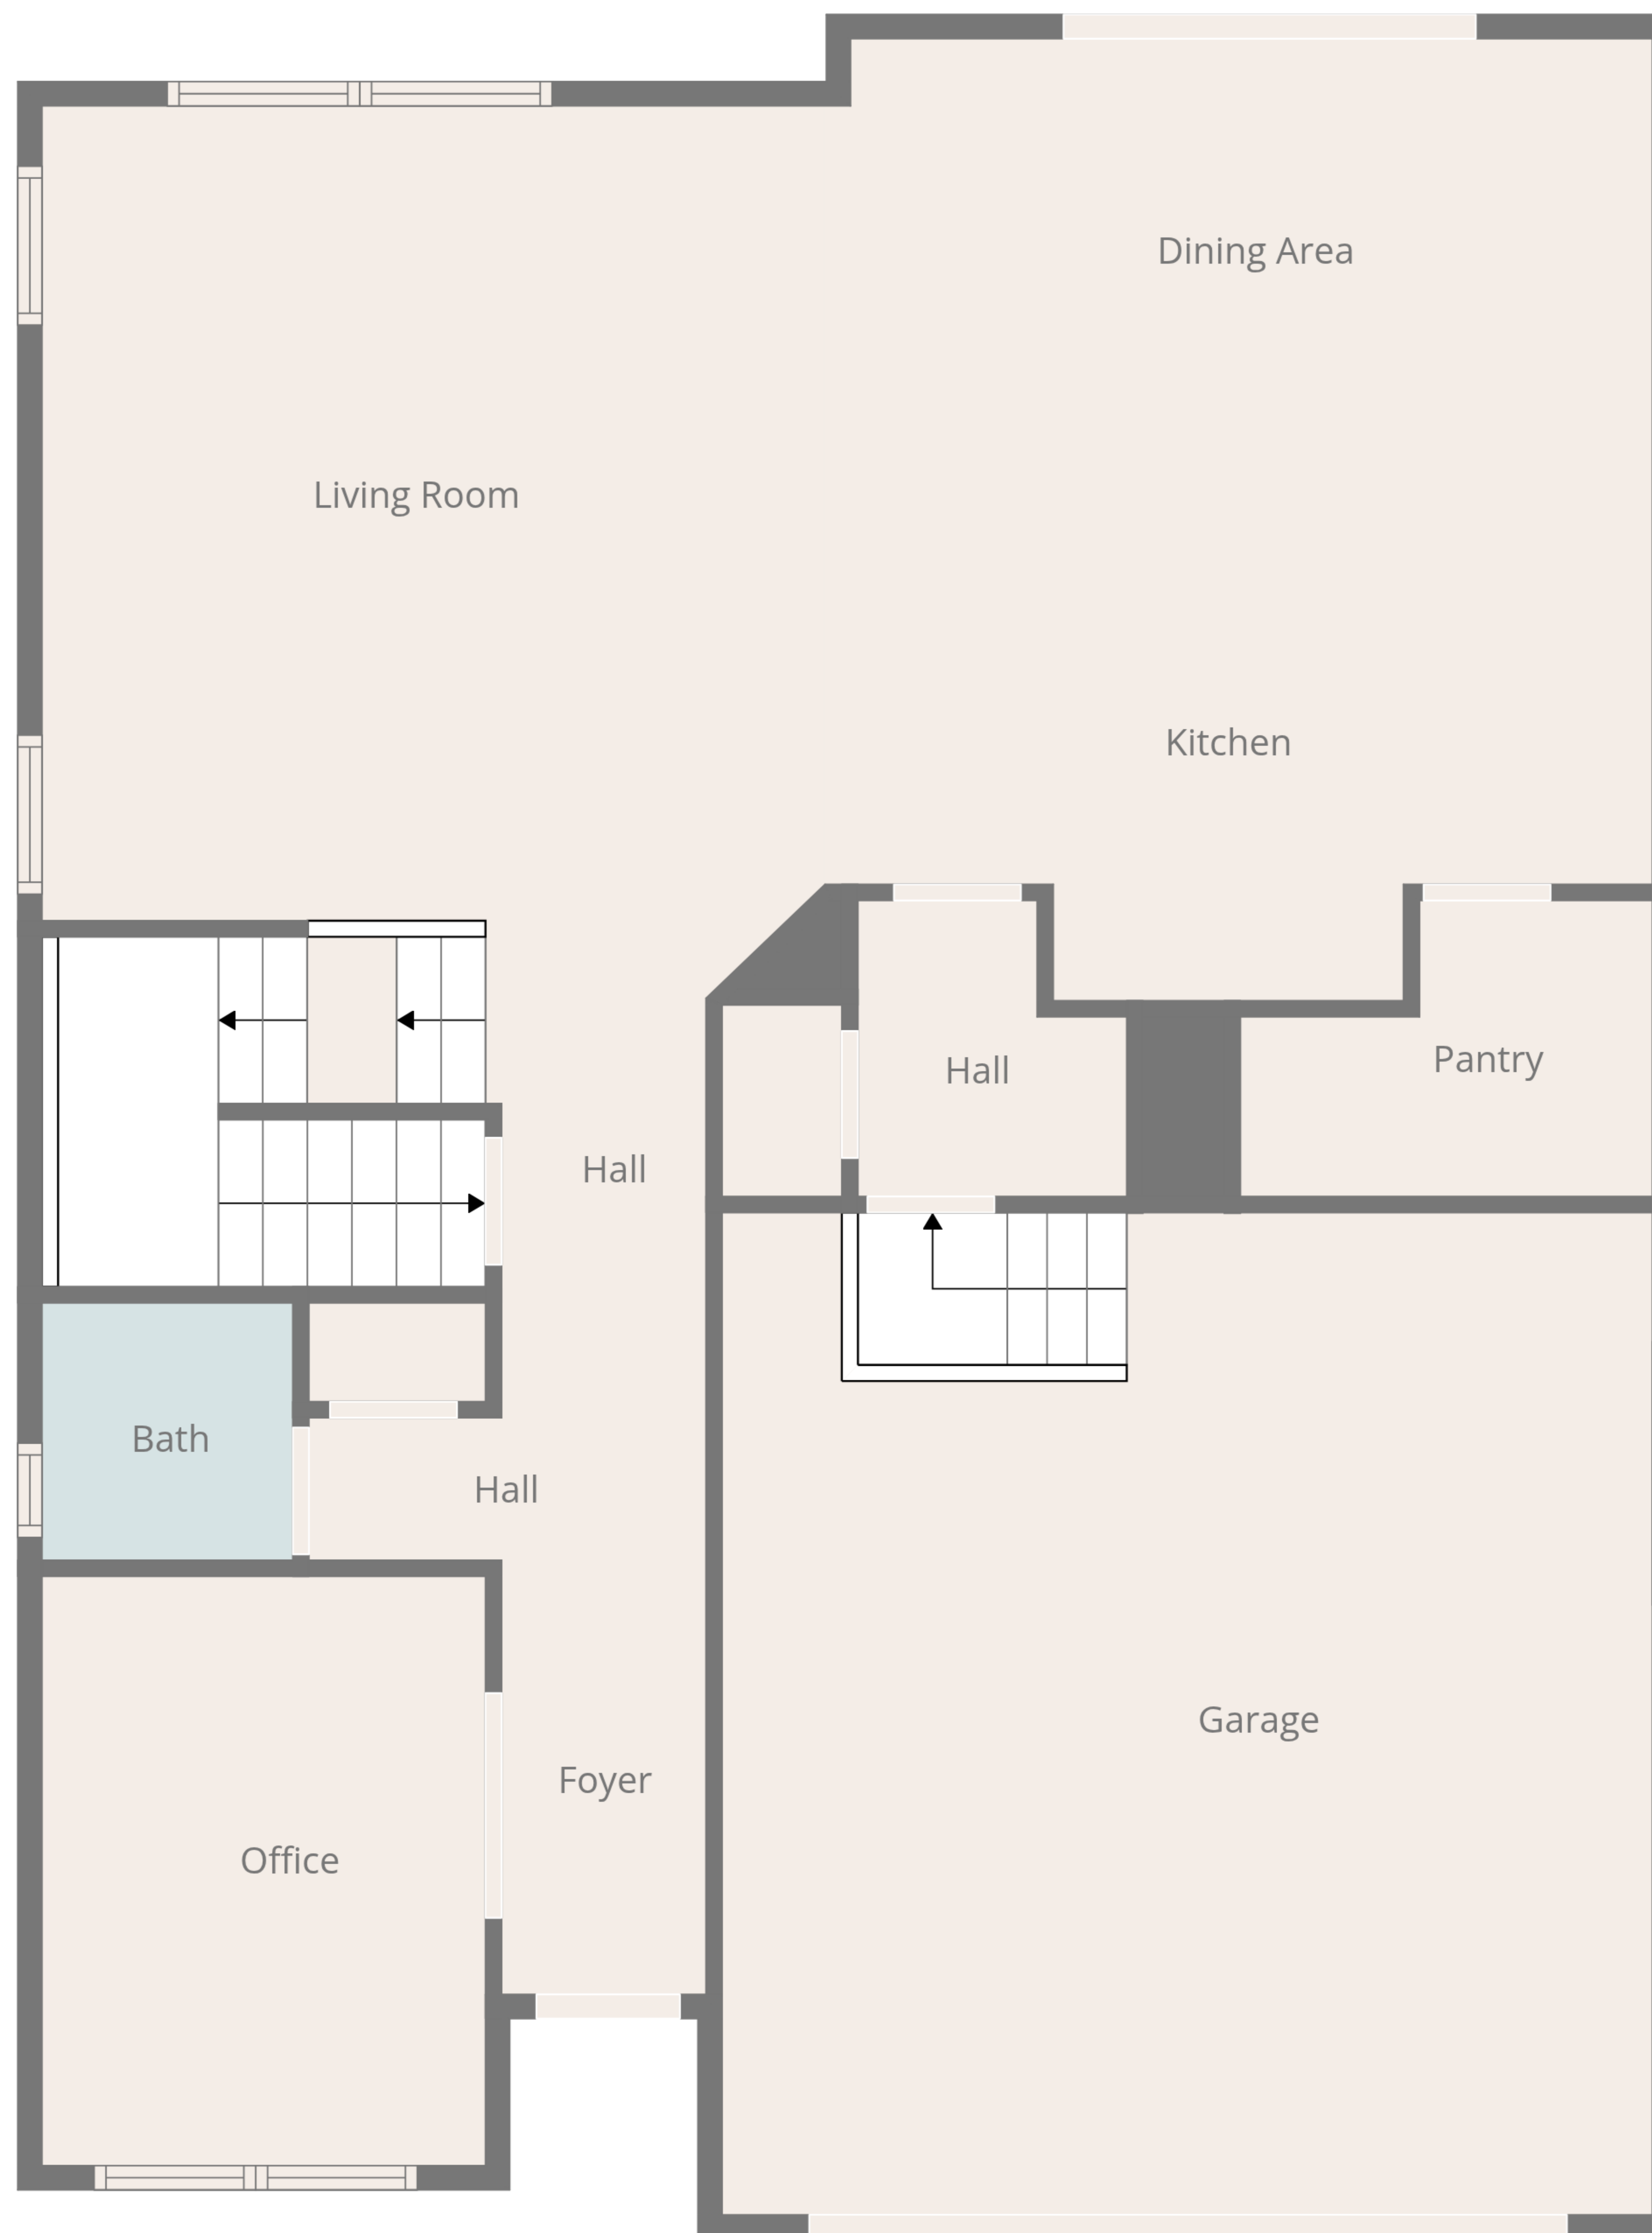 Dining Area
Living Room
Kitchen
Hall
Pantry
Hall
Bath
Hall
Garage
Foyer
Office